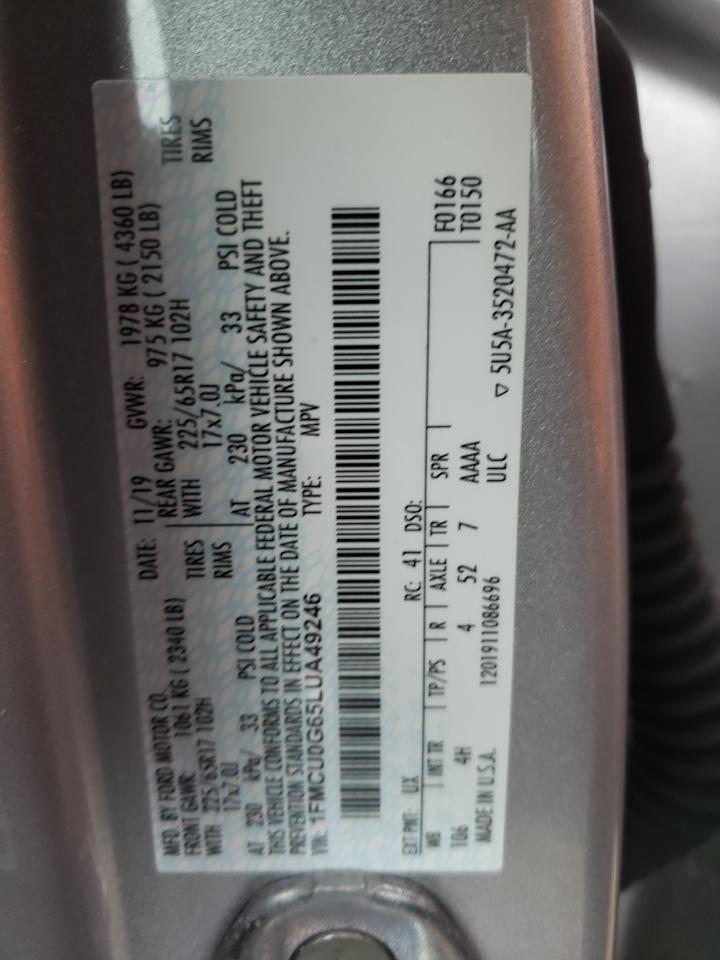 MFD. BY FORD MOTOR CO. DATE: 11/19 GVWR: 1978 KG ( 4360 LB)
FRONT GAWR: 1061 KG ( 2340 LB) REAR GAWR: 975 KG ( 2150 LB)
WITH 225/65R17 102H TIRES WITH 225/65R17 102H TIRES
17x7.0J RIMS 17x7.0J RIMS
AT 230 kPa/ 33 PSI COLD AT 230 kPa/ 33 PSI COLD
THIS VEHICLE CONFORMS TO ALL APPLICABLE FEDERAL MOTOR VEHICLE SAFETY AND THEFT
PREVENTION STANDARDS IN EFFECT ON THE DATE OF MANUFACTURE SHOWN ABOVE.
VIN: 1FMCU0G65LUA49246 TYPE: MPV
EXT PNT: UX RC: 41 DSO: F0166
WB INT TR TP/PS R AXLE TR SPR T0150
106 4H 4 52 7 AAAA
MADE IN U.S.A. 1201911086696 ULC ▽ 5U5A-3520472-AA